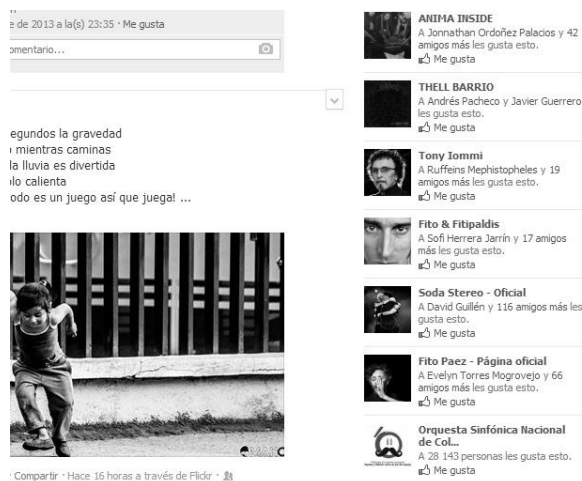 e de 2013 a la(s) 23:35 · Me gusta
omentario...
egundos la gravedad
o mientras caminas
la lluvia es divertida
olo calienta
odo es un juego así que juega! ...
· Compartir · Hace 16 horas a través de Flickr ·
ANIMA INSIDE
A Jonnathan Ordoñez Palacios y 42
amigos más les gusta esto.
Me gusta
THELL BARRIO
A Andrés Pacheco y Javier Guerrero
les gusta esto.
Me gusta
Tony Iommi
A Ruffeins Mephistopheles y 19
amigos más les gusta esto.
Me gusta
Fito & Fitipaldis
A Sofi Herrera Jarrín y 17 amigos
más les gusta esto.
Me gusta
Soda Stereo - Oficial
A David Guillén y 116 amigos más les
gusta esto.
Me gusta
Fito Paez - Página oficial
A Evelyn Torres Mogrovejo y 66
amigos más les gusta esto.
Me gusta
Orquesta Sinfónica Nacional
de Col...
A 28 143 personas les gusta esto.
Me gusta